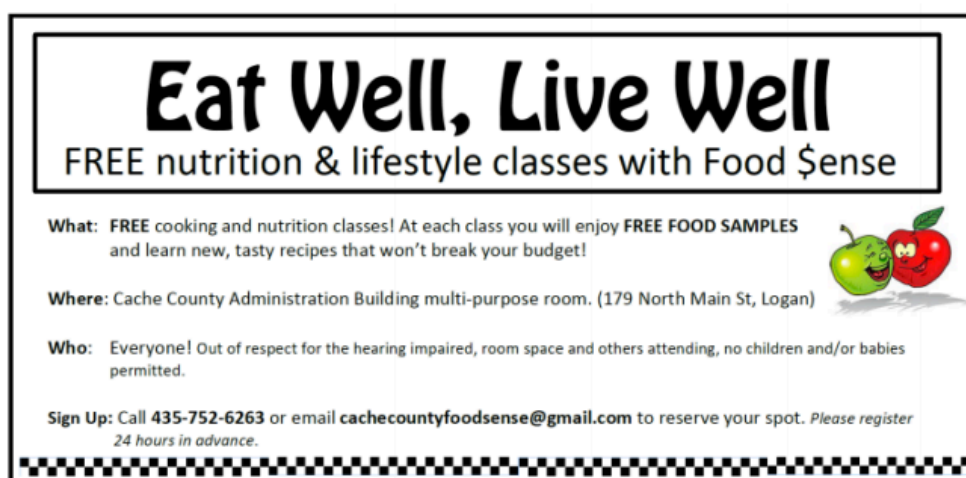 Eat Well, Live Well
FREE nutrition & lifestyle classes with Food $ense
What: FREE cooking and nutrition classes! At each class you will enjoy FREE FOOD SAMPLES
and learn new, tasty recipes that won't break your budget!
Where: Cache County Administration Building multi-purpose room. (179 North Main St, Logan)
Who: Everyone! Out of respect for the hearing impaired, room space and others attending, no children and/or babies
permitted.
Sign Up: Call 435-752-6263 or email cachecountyfoodsense@gmail.com to reserve your spot. Please register
24 hours in advance.